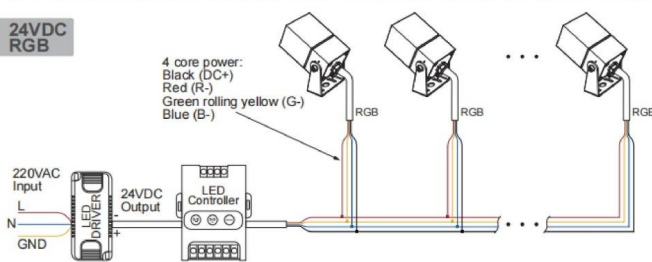 24VDC
RGB
4 core power:
Black (DC+)
Red (R-)
Green rolling yellow (G-)
Blue (B-)
RGB
RGB
RGB
220VAC
Input
L
N
GND
LED
DRIVER
-
+
24VDC
Output
LED
Controller